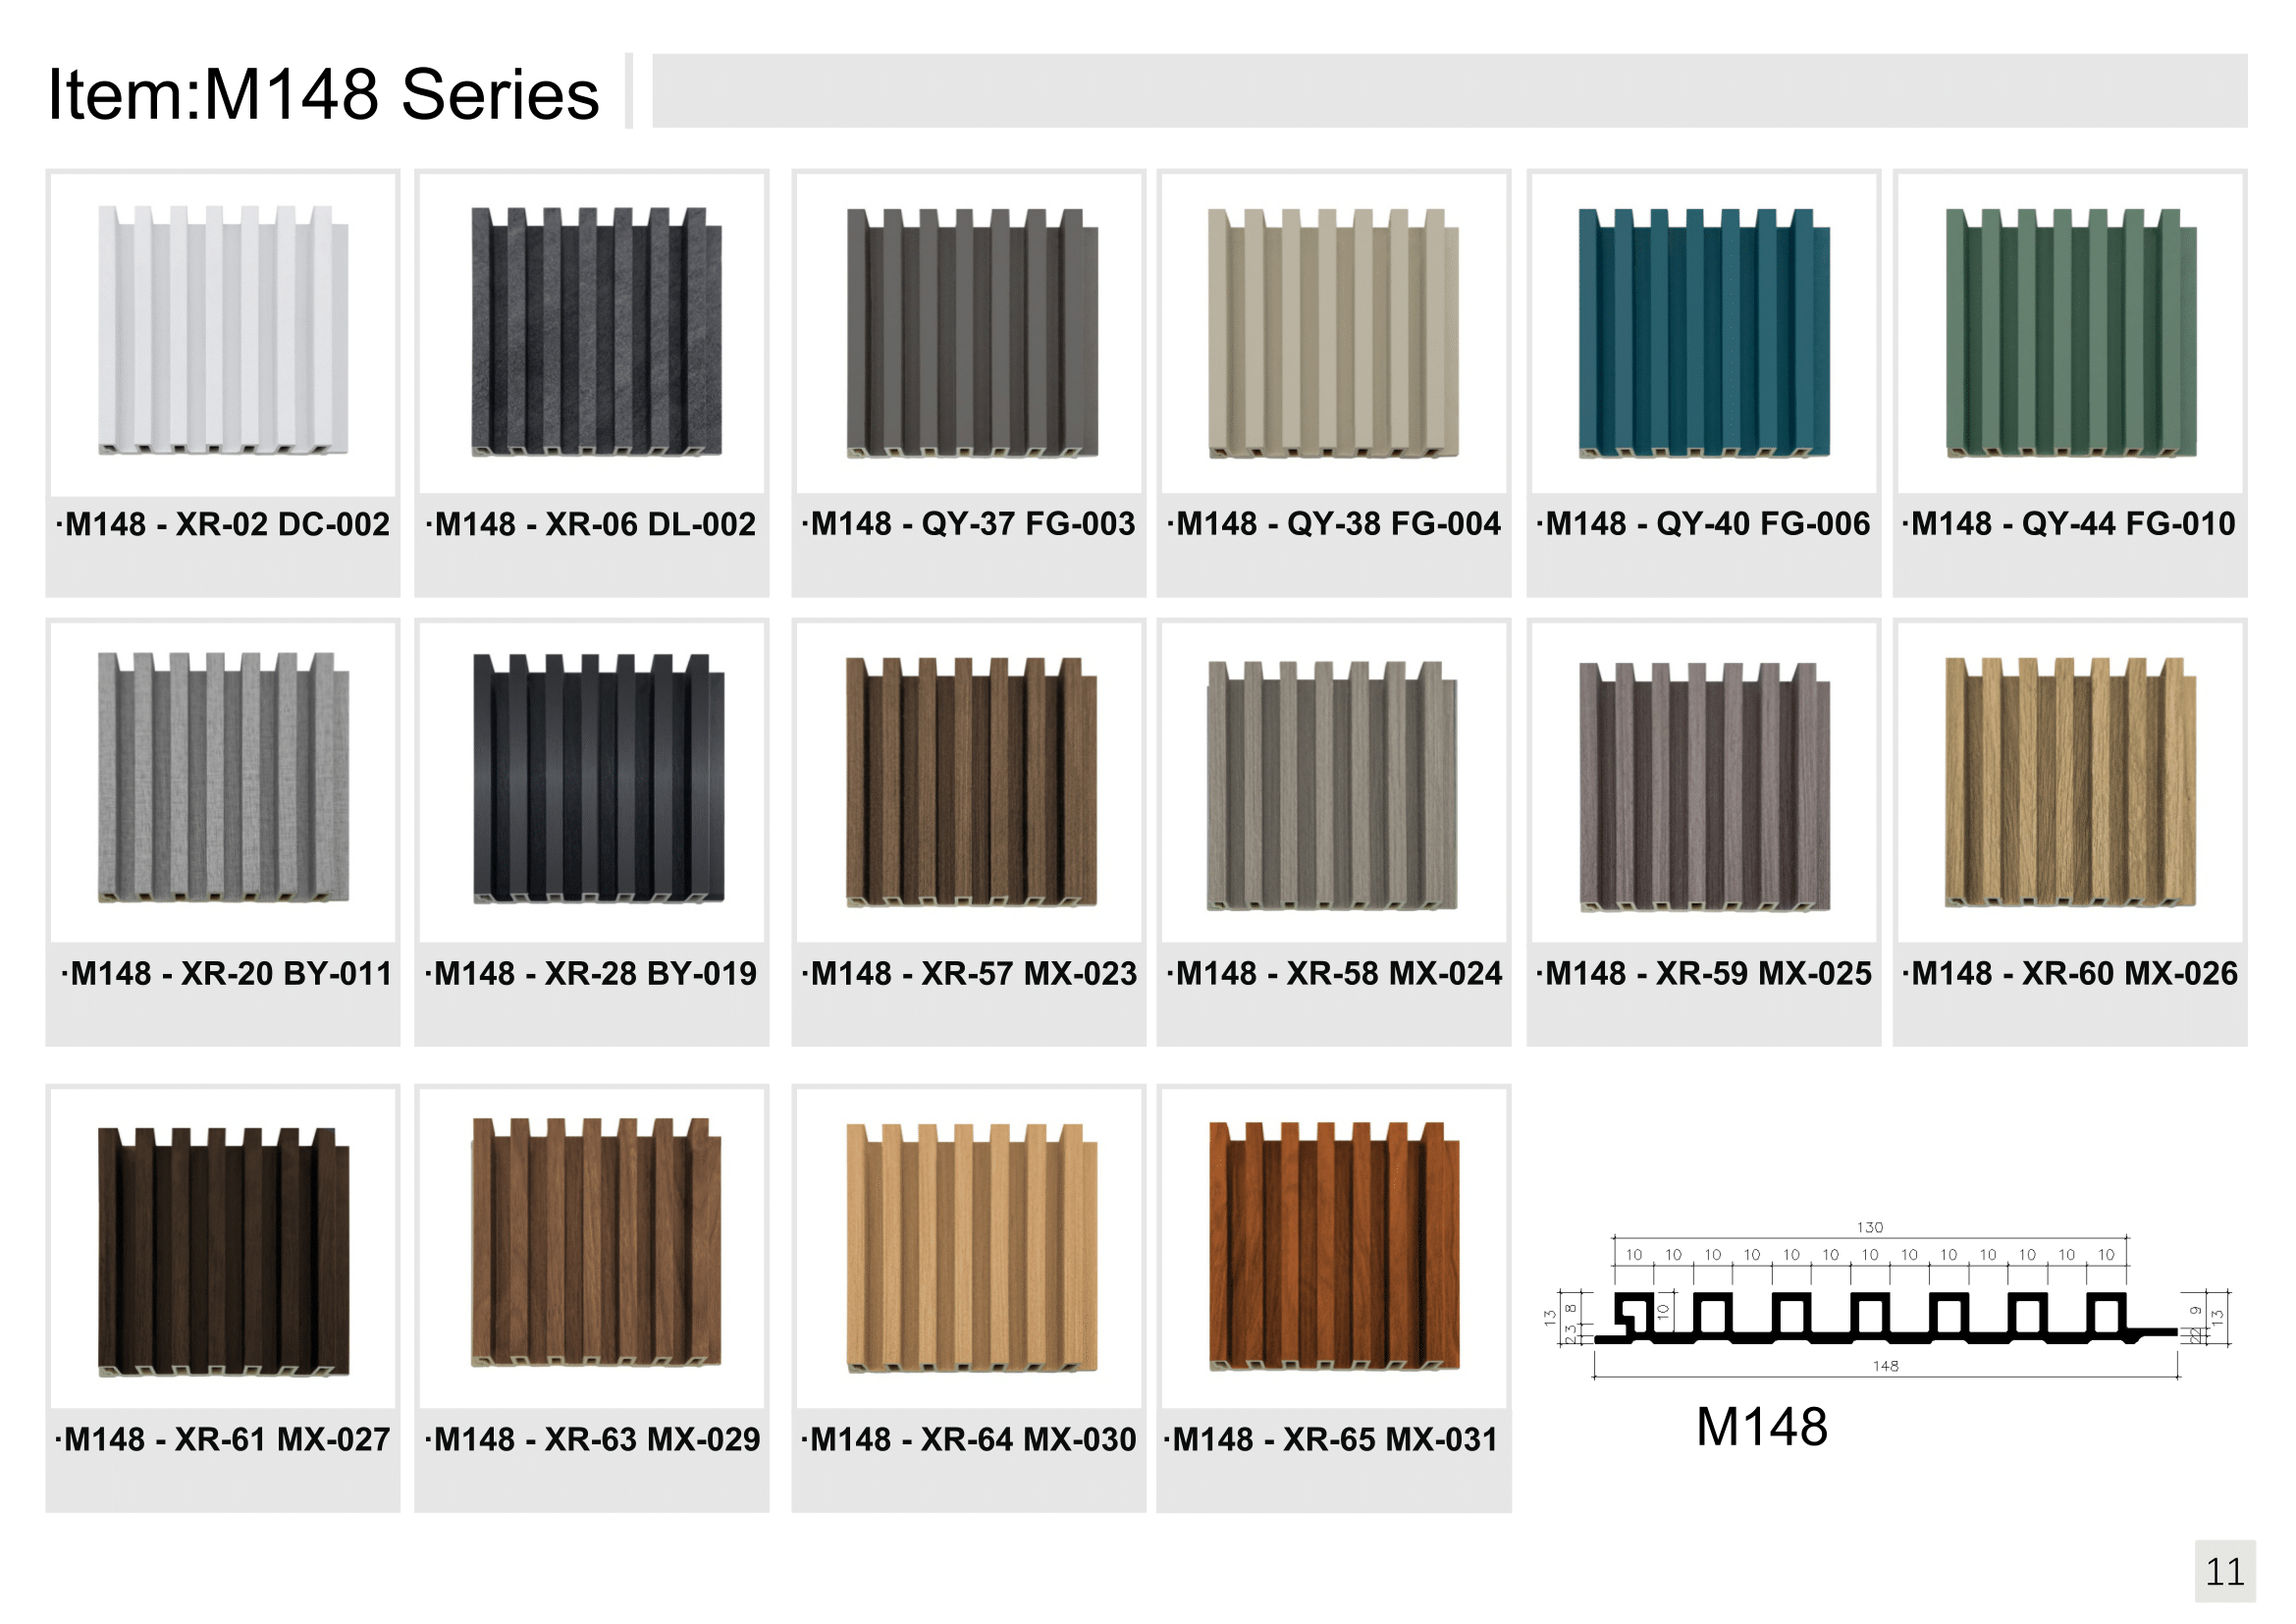 Item:M148 Series
·M148 - XR-02 DC-002
·M148 - XR-06 DL-002
·M148 - QY-37 FG-003
·M148 - QY-38 FG-004
·M148 - QY-40 FG-006
·M148 - QY-44 FG-010
·M148 - XR-20 BY-011
·M148 - XR-28 BY-019
·M148 - XR-57 MX-023
·M148 - XR-58 MX-024
·M148 - XR-59 MX-025
·M148 - XR-60 MX-026
·M148 - XR-61 MX-027
·M148 - XR-63 MX-029
·M148 - XR-64 MX-030
·M148 - XR-65 MX-031
130
10 10 10 10 10 10 10 10 10 10 10 10 10
13
8
3
2
10
9
2
2
13
148
M148
11